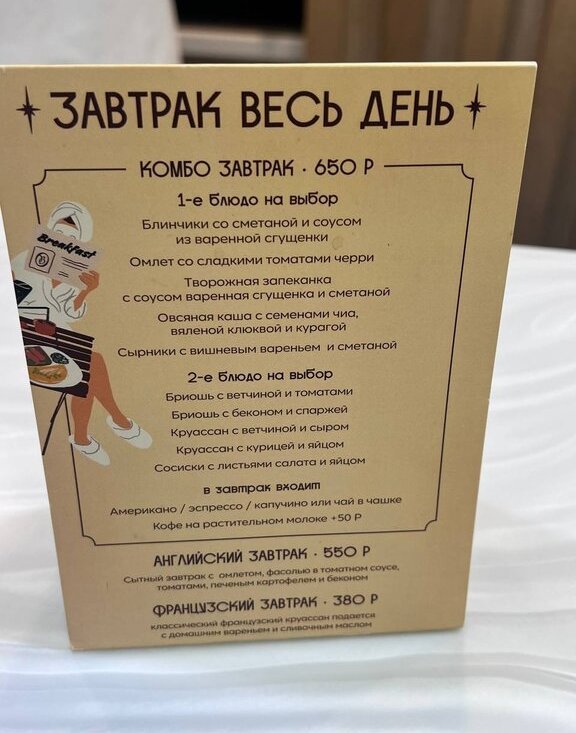 ЗАВТРАК ВЕСЬ ДЕНЬ
КОМБО ЗАВТРАК · 650 Р
1-е блюдо на выбор
Блинчики со сметаной и соусом
из варенной сгущенки
Омлет со сладкими томатами черри
Творожная запеканка
с соусом варенная сгущенка и сметаной
Овсяная каша с семенами чиа,
вяленой клюквой и курагой
Сырники с вишневым вареньем и сметаной
Breakfast
2-е блюдо на выбор
Бриошь с ветчиной и томатами
Бриошь с беконом и спаржей
Круассан с ветчиной и сыром
Круассан с курицей и яйцом
Сосиски с листьями салата и яйцом
в завтрак входит
Американо / эспрессо / капучино или чай в чашке
Кофе на растительном молоке +50 Р
АНГЛИЙСКИЙ ЗАВТРАК · 550 Р
Сытный завтрак с омлетом, фасолью в томатном соусе,
томатами, печеным картофелем и беконом
ФРАНЦУЗСКИЙ ЗАВТРАК · 380 Р
классический французский круассан подается
с домашним вареньем и сливочным маслом